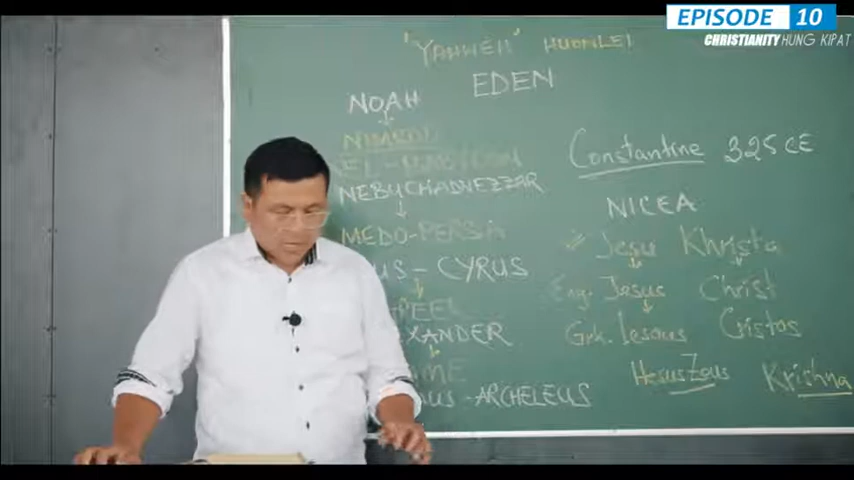 EPISODE 10
CHRISTIANITY HUNG KIPAT
"YAHWEH" HUONLEI
EDEN
NOAH
NIMROD
NEBUCHADNEZZAR
MEDO-PERSIA
CYRUS
ARCHELEUS
Constantine 325 CE
NICEA
Jesu Khrista
Eng. Jesus Christ
Grk. Iesous Cristos
HesusZeus Krishna